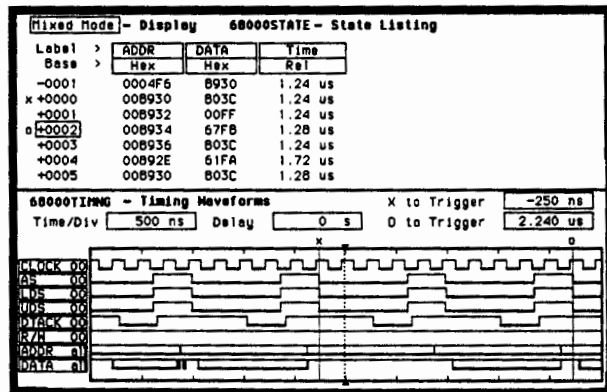 Mixed Mode - Display 68000STATE - State Listing
Label > ADDR DATA Time
Base > Hex Hex Rel
-0001 0004F6 8930 1.24 us
x +0000 008930 B03C 1.24 us
+0001 008932 00FF 1.24 us
o +0002 008934 67F8 1.28 us
+0003 008936 B03C 1.24 us
+0004 00892E 61FA 1.72 us
+0005 008930 B03C 1.28 us
68000TIMNG - Timing Waveforms X to Trigger -250 ns
Time/Div 500 ns Delay 0 s O to Trigger 2.240 us
x o
CLOCK 00
AS 00
LDS 00
UDS 00
DTACK 00
R/W 00
ADDR all
DATA all